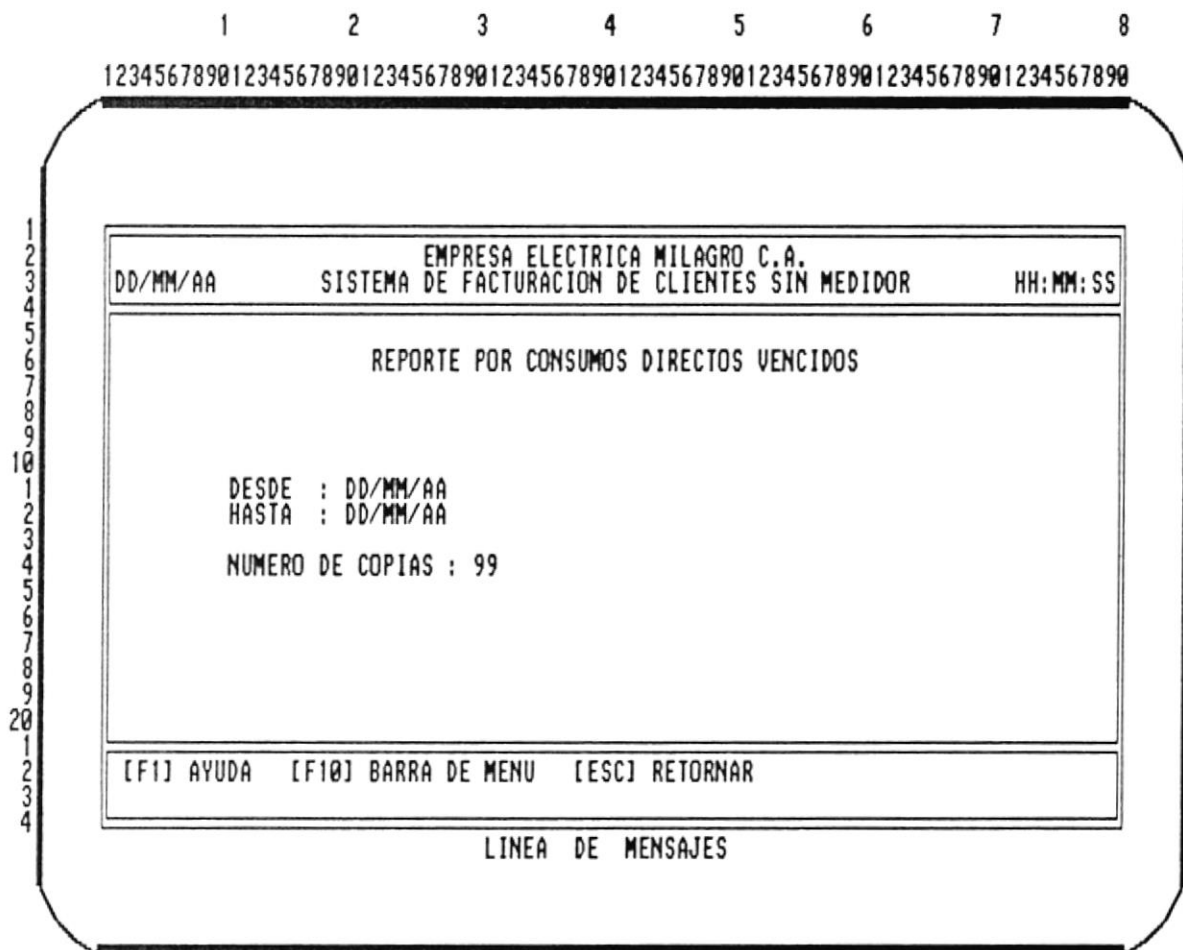 1 2 3 4 5 6 7 8
12345678901234567890123456789012345678901234567890123456789012345678901234567890
1
2 EMPRESA ELECTRICA MILAGRO C.A.
3 DD/MM/AA SISTEMA DE FACTURACION DE CLIENTES SIN MEDIDOR HH:MM:SS
4
5
6 REPORTE POR CONSUMOS DIRECTOS VENCIDOS
7
8
9
10
1 DESDE : DD/MM/AA
2 HASTA : DD/MM/AA
3
4 NUMERO DE COPIAS : 99
5
6
7
8
9
20
1
2 [F1] AYUDA [F10] BARRA DE MENU [ESC] RETORNAR
3
4
LINEA DE MENSAJES